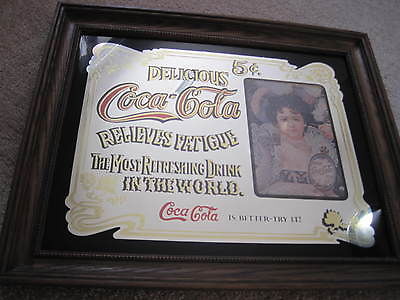 DELICIOUS 5¢
Coca-Cola
RELIEVES FATIGUE
THE MOST REFRESHING DRINK
IN THE WORLD.
Coca-Cola IS BETTER-TRY IT!